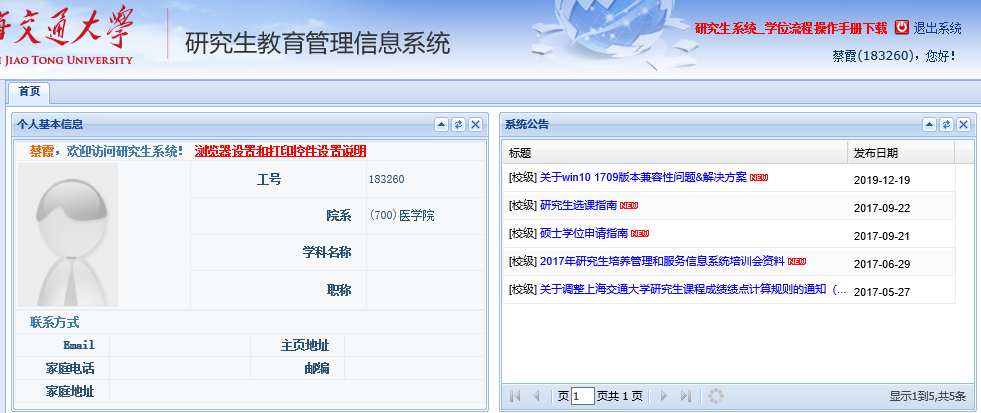 海交通大学
JIAO TONG UNIVERSITY
研究生教育管理信息系统
研究生系统_学位流程操作手册下载 退出系统
蔡霞(183260)，您好!
首页
个人基本信息
蔡霞，欢迎访问研究生系统! 浏览器设置和打印控件设置说明
工号 183260
院系 (700)医学院
学科名称
职称
联系方式
Email 主页地址
家庭电话 邮编
家庭地址
系统公告
标题 发布日期
[校级] 关于win10 1709版本兼容性问题&解决方案 NEW 2019-12-19
[校级] 研究生选课指南 NEW 2017-09-22
[校级] 硕士学位申请指南 NEW 2017-09-21
[校级] 2017年研究生培养管理和服务信息系统培训会资料 NEW 2017-06-29
[校级] 关于调整上海交通大学研究生课程成绩绩点计算规则的通知（... 2017-05-27
页 1 页共 1 页 显示1到5,共5条